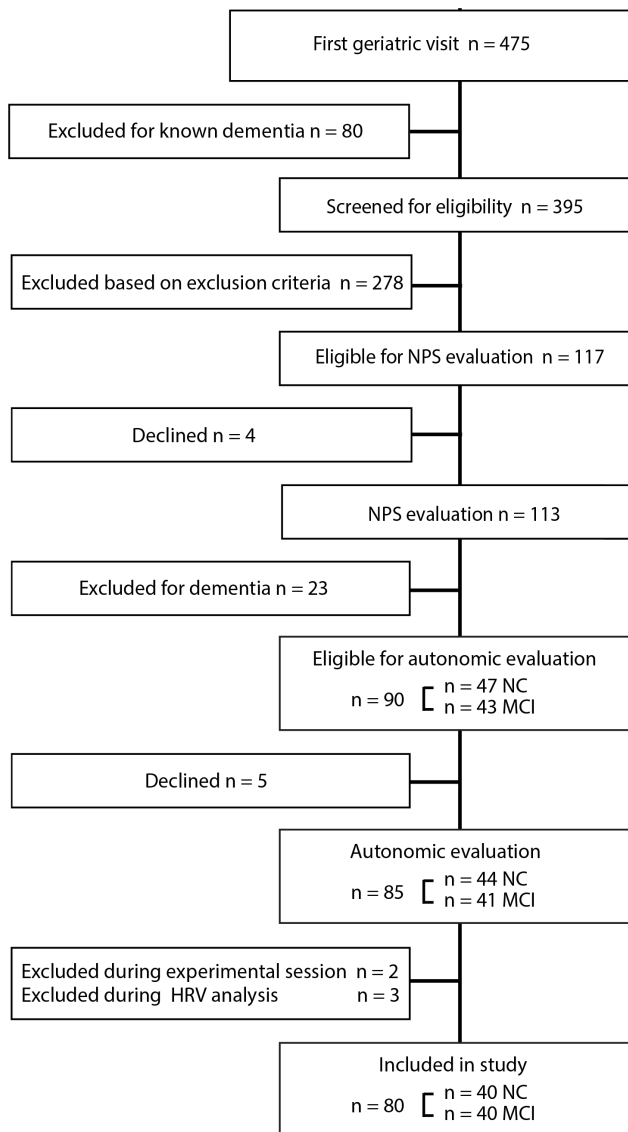 First geriatric visit n = 475
Excluded for known dementia n = 80
Screened for eligibility n = 395
Excluded based on exclusion criteria n = 278
Eligible for NPS evaluation n = 117
Declined n = 4
NPS evaluation n = 113
Excluded for dementia n = 23
Eligible for autonomic evaluation
n = 90 [ n = 47 NC
n = 43 MCI
Declined n = 5
Autonomic evaluation
n = 85 [ n = 44 NC
n = 41 MCI
Excluded during experimental session n = 2
Excluded during HRV analysis n = 3
Included in study
n = 80 [ n = 40 NC
n = 40 MCI